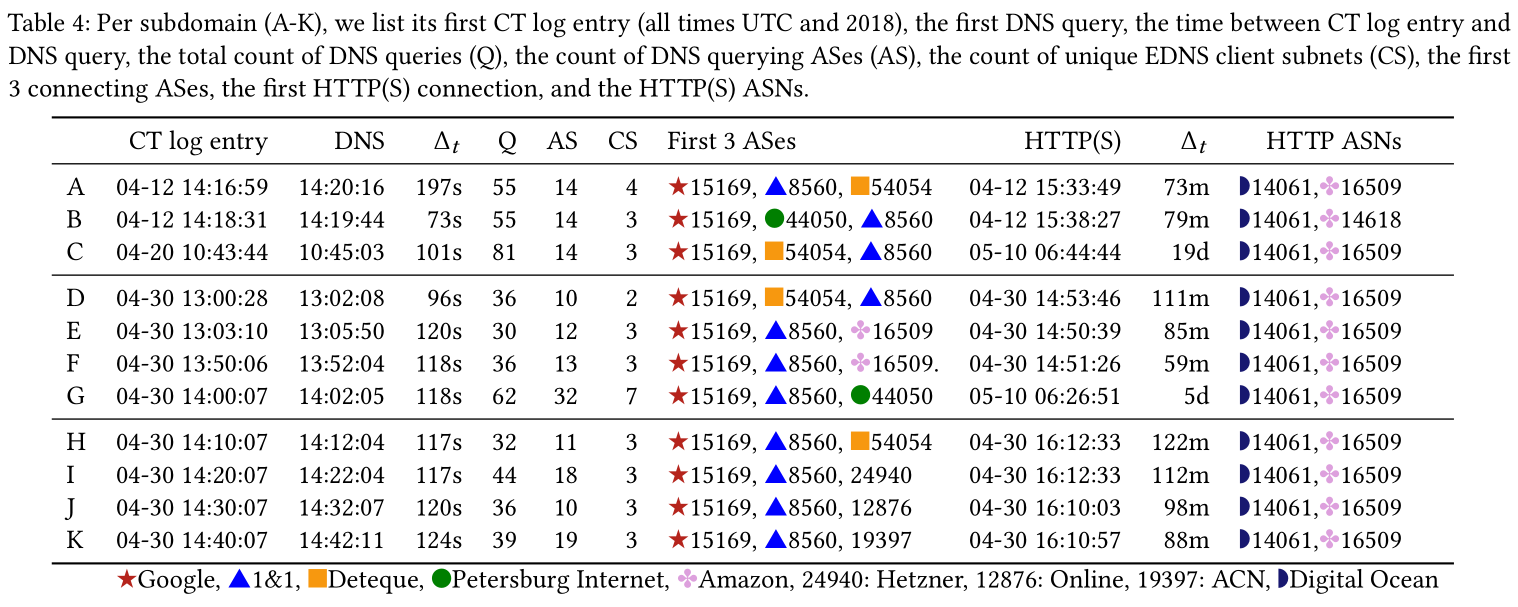 Table 4: Per subdomain (A-K), we list its first CT log entry (all times UTC and 2018), the first DNS query, the time between CT log entry and
DNS query, the total count of DNS queries (Q), the count of DNS querying ASes (AS), the count of unique EDNS client subnets (CS), the first
3 connecting ASes, the first HTTP(S) connection, and the HTTP(S) ASNs.
CT log entry DNS Δt Q AS CS First 3 ASes HTTP(S) Δt HTTP ASNs
A 04-12 14:16:59 14:20:16 197s 55 14 4 ★15169, ▲8560, ■54054 04-12 15:33:49 73m ◗14061,✤16509
B 04-12 14:18:31 14:19:44 73s 55 14 3 ★15169, ●44050, ▲8560 04-12 15:38:27 79m ◗14061,✤14618
C 04-20 10:43:44 10:45:03 101s 81 14 3 ★15169, ■54054, ▲8560 05-10 06:44:44 19d ◗14061,✤16509
D 04-30 13:00:28 13:02:08 96s 36 10 2 ★15169, ■54054, ▲8560 04-30 14:53:46 111m ◗14061,✤16509
E 04-30 13:03:10 13:05:50 120s 30 12 3 ★15169, ▲8560, ✤16509 04-30 14:50:39 85m ◗14061,✤16509
F 04-30 13:50:06 13:52:04 118s 36 13 3 ★15169, ▲8560, ✤16509. 04-30 14:51:26 59m ◗14061,✤16509
G 04-30 14:00:07 14:02:05 118s 62 32 7 ★15169, ▲8560, ●44050 05-10 06:26:51 5d ◗14061,✤16509
H 04-30 14:10:07 14:12:04 117s 32 11 3 ★15169, ▲8560, ■54054 04-30 16:12:33 122m ◗14061,✤16509
I 04-30 14:20:07 14:22:04 117s 44 18 3 ★15169, ▲8560, 24940 04-30 16:12:33 112m ◗14061,✤16509
J 04-30 14:30:07 14:32:07 120s 36 10 3 ★15169, ▲8560, 12876 04-30 16:10:03 98m ◗14061,✤16509
K 04-30 14:40:07 14:42:11 124s 39 19 3 ★15169, ▲8560, 19397 04-30 16:10:57 88m ◗14061,✤16509
★Google, ▲1&1, ■Deteque, ●Petersburg Internet, ✤Amazon, 24940: Hetzner, 12876: Online, 19397: ACN, ◗Digital Ocean